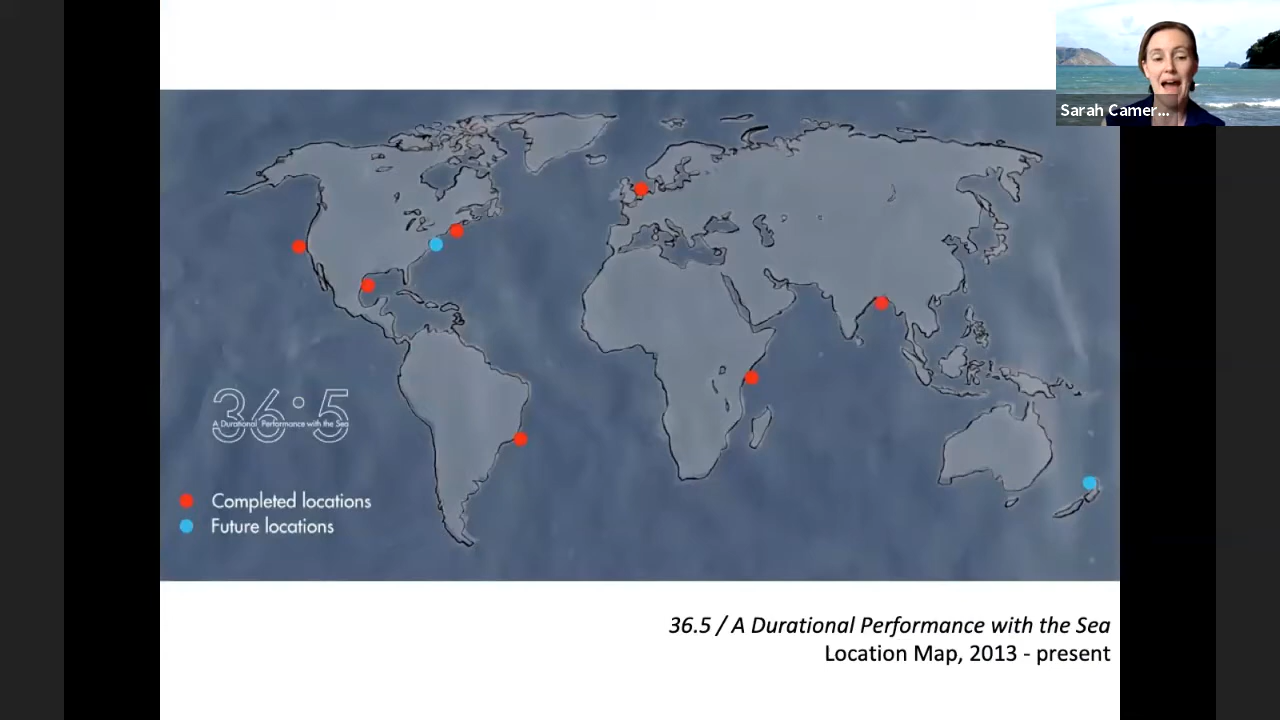 Sarah Camer...
36.5
A Durational Performance with the Sea
Completed locations
Future locations
36.5 / A Durational Performance with the Sea
Location Map, 2013 - present